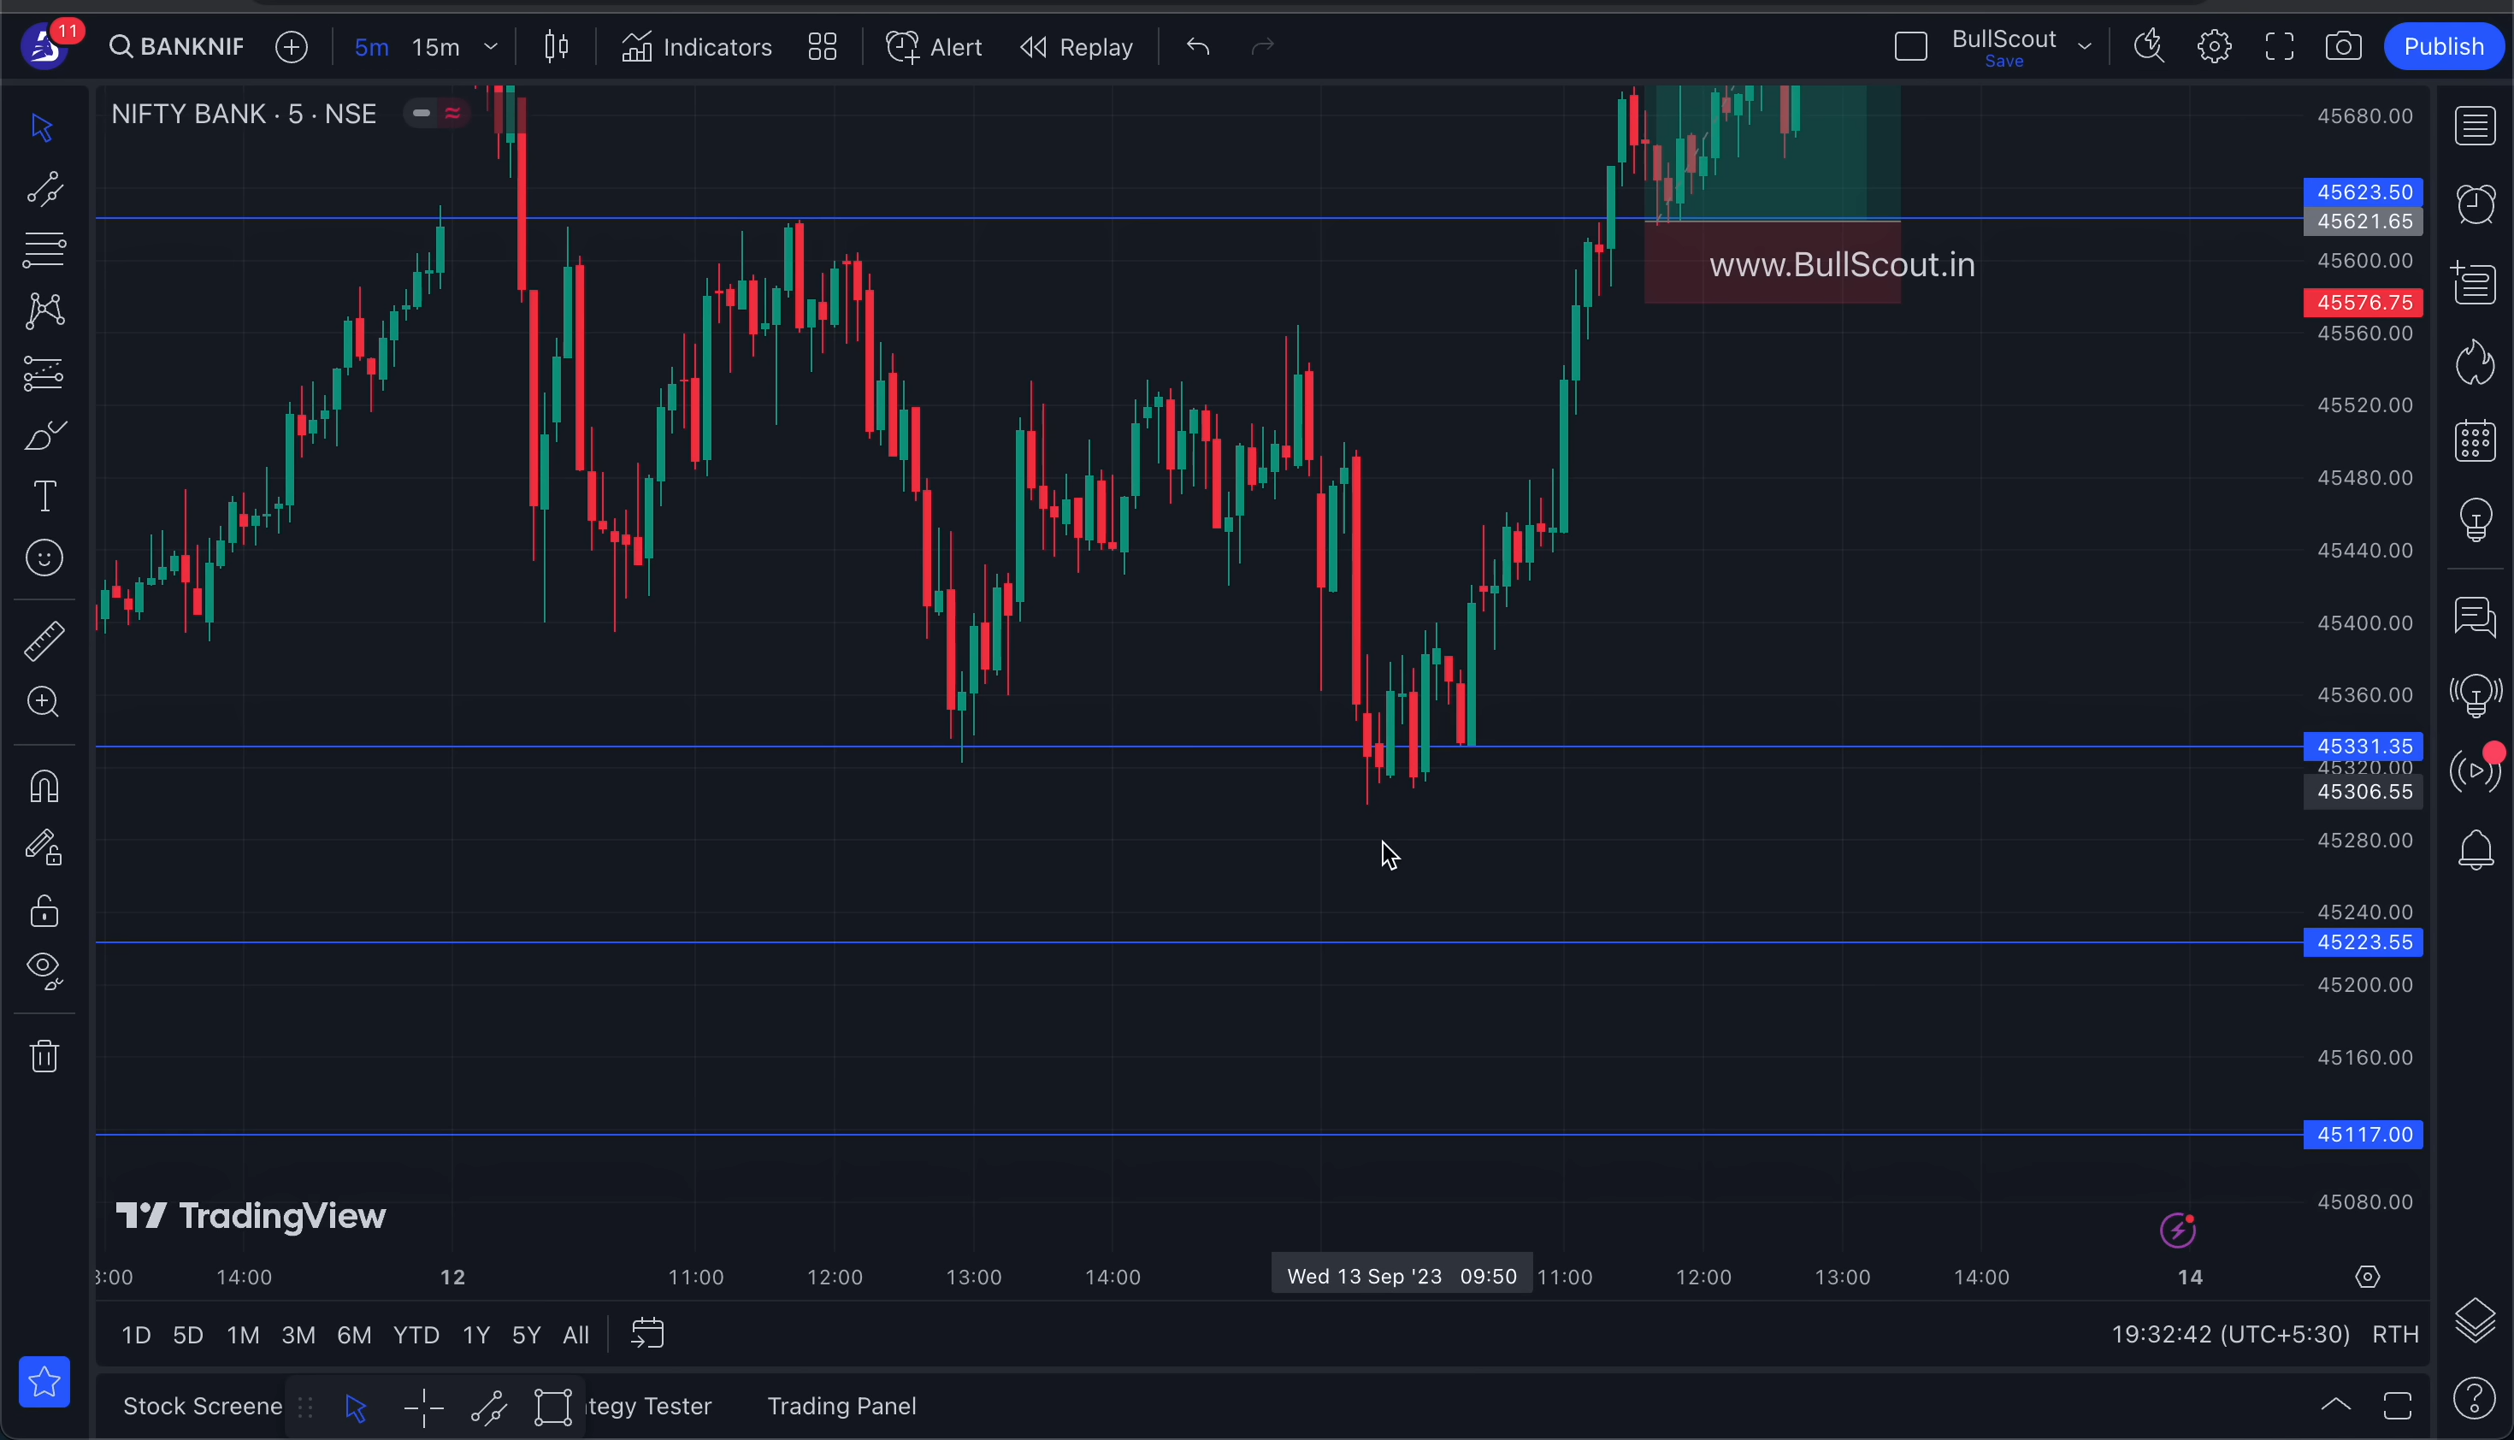 11
BANKNIF
5m
15m
Indicators
Alert
Replay
BullScout
Save
Publish
NIFTY BANK · 5 · NSE
45680.00
45623.50
45621.65
45600.00
45576.75
45560.00
45520.00
45480.00
45440.00
45400.00
45360.00
45331.35
45320.00
45306.55
45280.00
45240.00
45223.55
45200.00
45160.00
45117.00
45080.00
www.BullScout.in
TradingView
3:00 14:00 12 11:00 12:00 13:00 14:00 Wed 13 Sep '23 09:50 11:00 12:00 13:00 14:00 14
1D 5D 1M 3M 6M YTD 1Y 5Y All
19:32:42 (UTC+5:30) RTH
Stock Screene
tegy Tester
Trading Panel